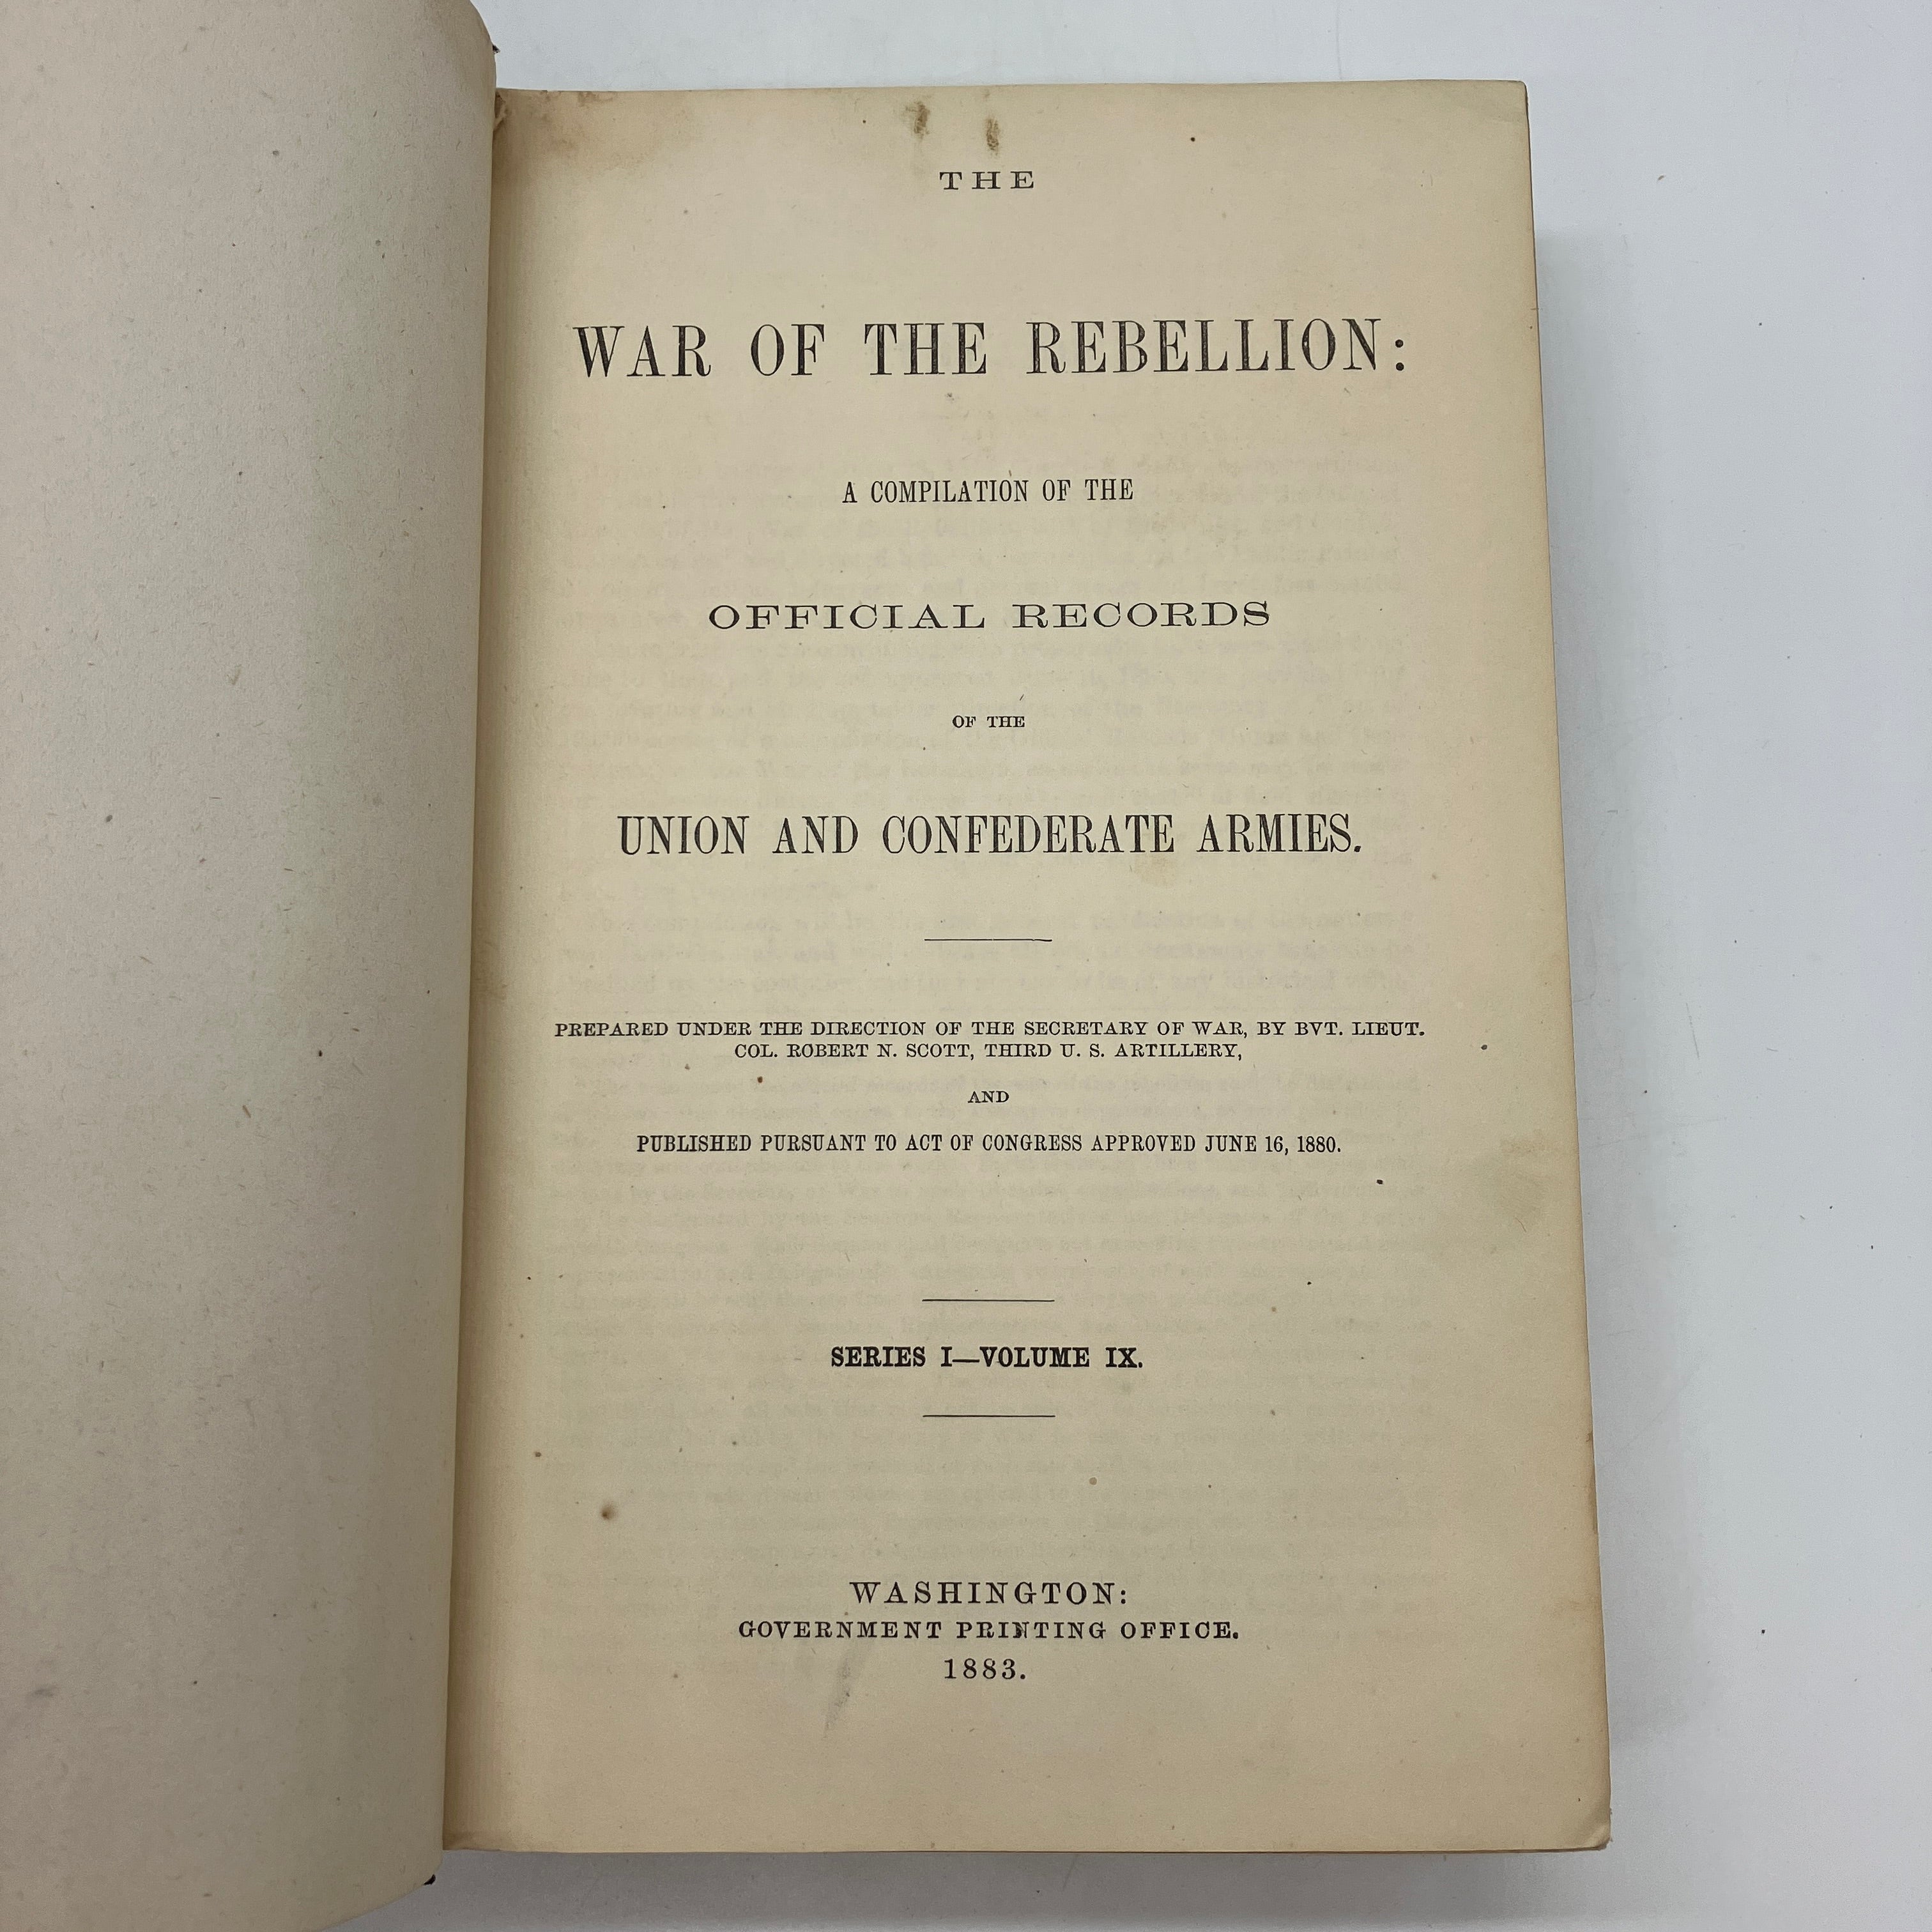 THE
WAR OF THE REBELLION:
A COMPILATION OF THE
OFFICIAL RECORDS
OF THE
UNION AND CONFEDERATE ARMIES.
PREPARED UNDER THE DIRECTION OF THE SECRETARY OF WAR, BY BVT. LIEUT.
COL. ROBERT N. SCOTT, THIRD U. S. ARTILLERY,
AND
PUBLISHED PURSUANT TO ACT OF CONGRESS APPROVED JUNE 16, 1880.
SERIES I—VOLUME IX.
WASHINGTON:
GOVERNMENT PRINTING OFFICE.
1883.